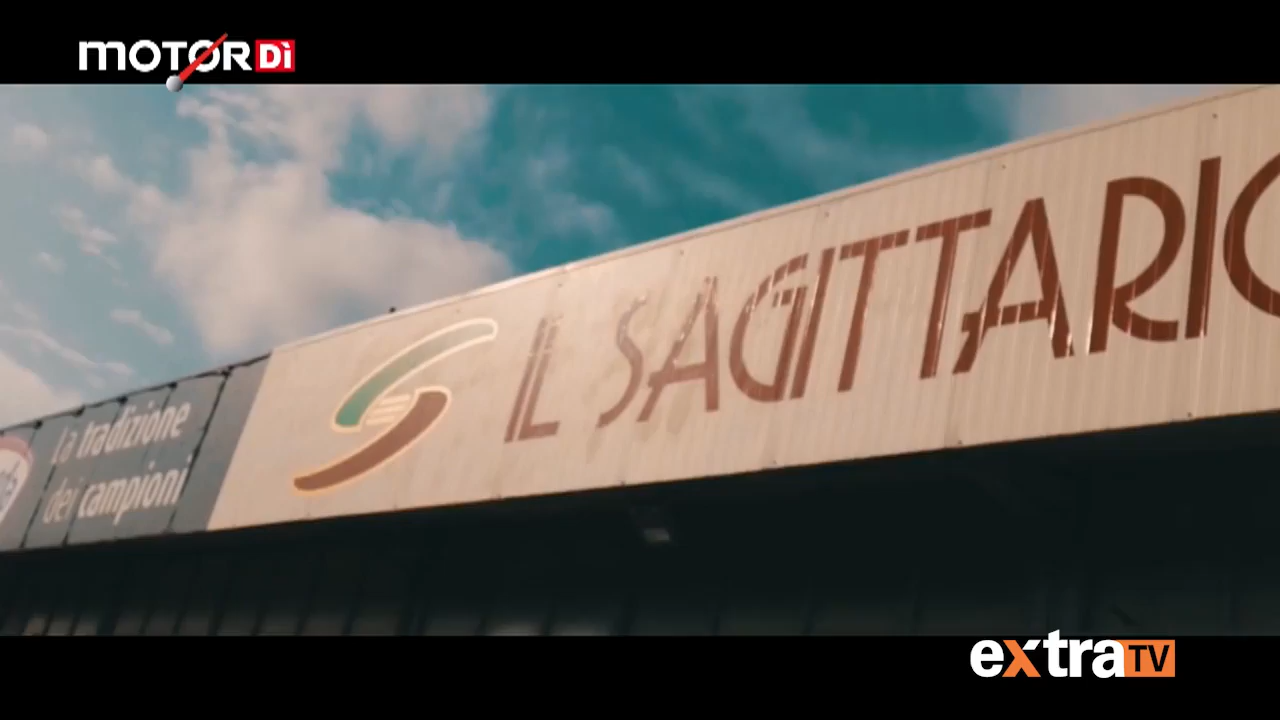 MOTORDì
La tradizione
dei campioni
IL SAGITTARIO
extraTV